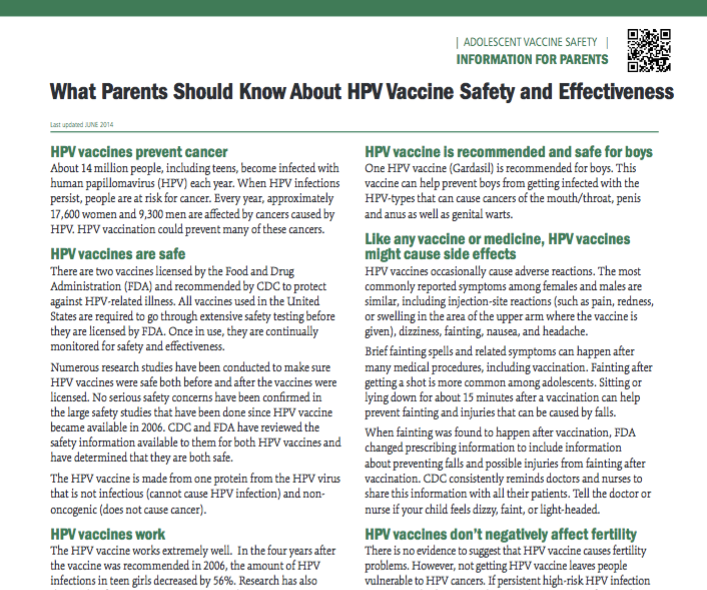 | ADOLESCENT VACCINE SAFETY |
INFORMATION FOR PARENTS
What Parents Should Know About HPV Vaccine Safety and Effectiveness
Last updated JUNE 2014
HPV vaccines prevent cancer
About 14 million people, including teens, become infected with
human papillomavirus (HPV) each year. When HPV infections
persist, people are at risk for cancer. Every year, approximately
17,600 women and 9,300 men are affected by cancers caused by
HPV. HPV vaccination could prevent many of these cancers.
HPV vaccines are safe
There are two vaccines licensed by the Food and Drug
Administration (FDA) and recommended by CDC to protect
against HPV-related illness. All vaccines used in the United
States are required to go through extensive safety testing before
they are licensed by FDA. Once in use, they are continually
monitored for safety and effectiveness.
Numerous research studies have been conducted to make sure
HPV vaccines were safe both before and after the vaccines were
licensed. No serious safety concerns have been confirmed in
the large safety studies that have been done since HPV vaccine
became available in 2006. CDC and FDA have reviewed the
safety information available to them for both HPV vaccines and
have determined that they are both safe.
The HPV vaccine is made from one protein from the HPV virus
that is not infectious (cannot cause HPV infection) and non-
oncogenic (does not cause cancer).
HPV vaccines work
The HPV vaccine works extremely well. In the four years after
the vaccine was recommended in 2006, the amount of HPV
infections in teen girls decreased by 56%. Research has also
HPV vaccine is recommended and safe for boys
One HPV vaccine (Gardasil) is recommended for boys. This
vaccine can help prevent boys from getting infected with the
HPV-types that can cause cancers of the mouth/throat, penis
and anus as well as genital warts.
Like any vaccine or medicine, HPV vaccines
might cause side effects
HPV vaccines occasionally cause adverse reactions. The most
commonly reported symptoms among females and males are
similar, including injection-site reactions (such as pain, redness,
or swelling in the area of the upper arm where the vaccine is
given), dizziness, fainting, nausea, and headache.
Brief fainting spells and related symptoms can happen after
many medical procedures, including vaccination. Fainting after
getting a shot is more common among adolescents. Sitting or
lying down for about 15 minutes after a vaccination can help
prevent fainting and injuries that can be caused by falls.
When fainting was found to happen after vaccination, FDA
changed prescribing information to include information
about preventing falls and possible injuries from fainting after
vaccination. CDC consistently reminds doctors and nurses to
share this information with all their patients. Tell the doctor or
nurse if your child feels dizzy, faint, or light-headed.
HPV vaccines don't negatively affect fertility
There is no evidence to suggest that HPV vaccine causes fertility
problems. However, not getting HPV vaccine leaves people
vulnerable to HPV cancers. If persistent high-risk HPV infection